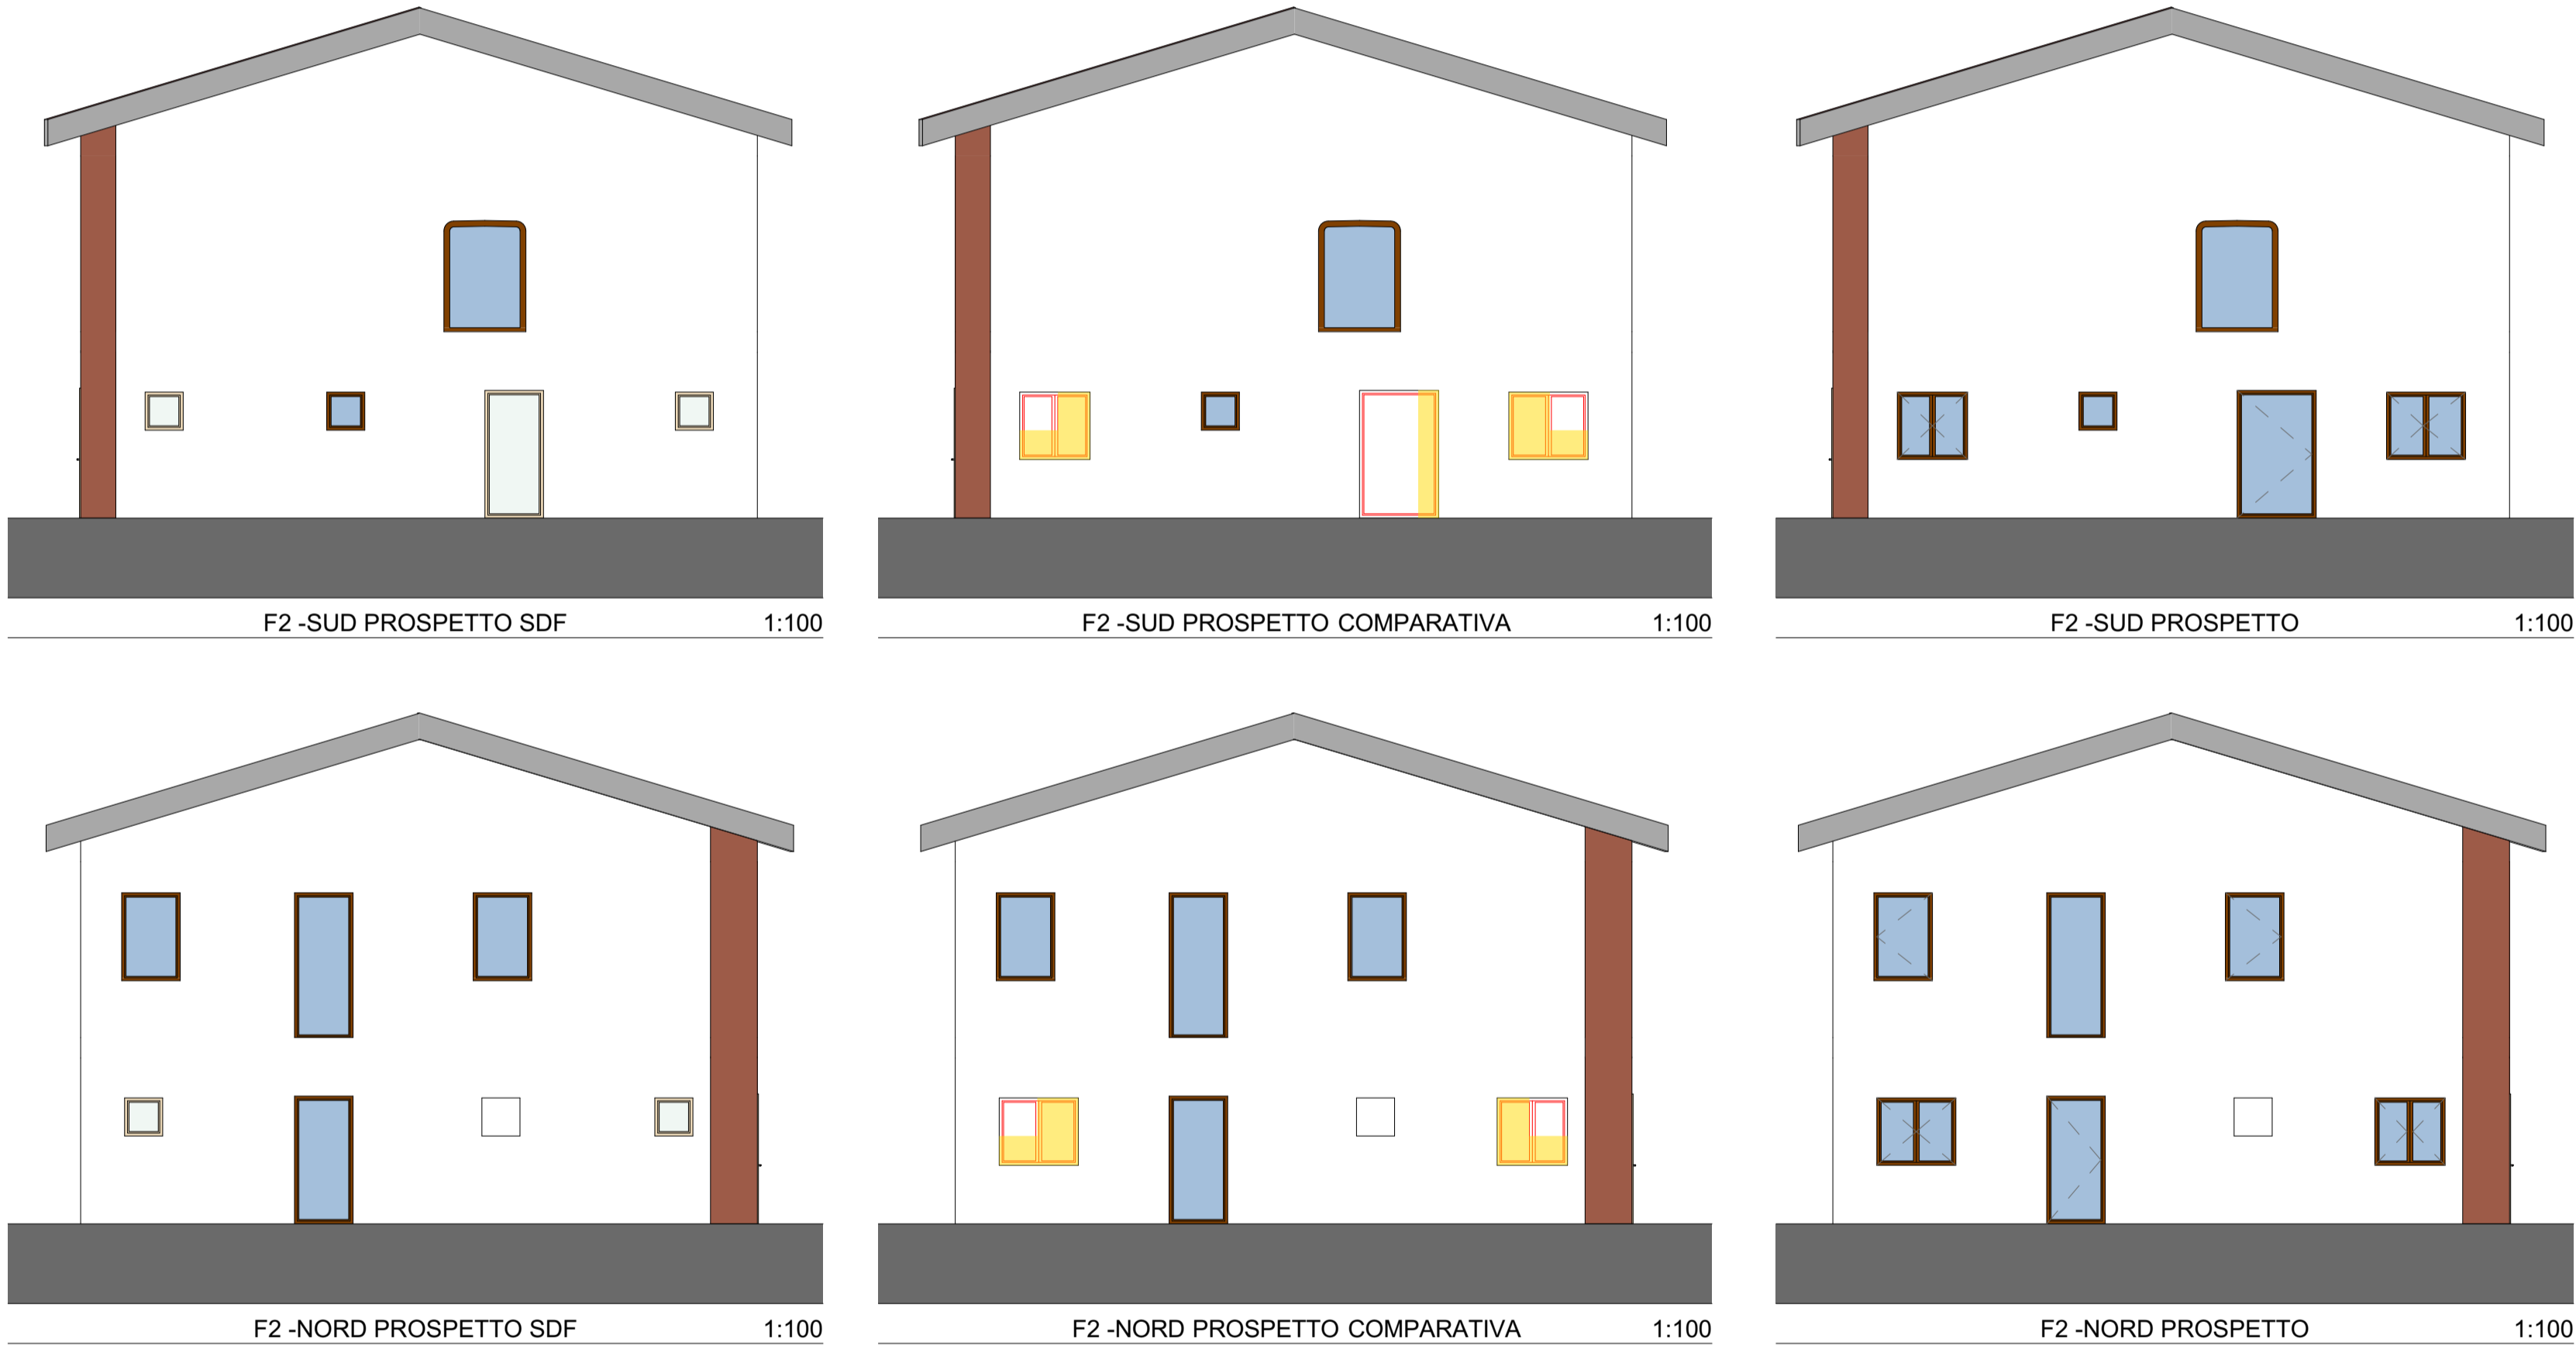 F2 -SUD PROSPETTO SDF 1:100
F2 -SUD PROSPETTO COMPARATIVA 1:100
F2 -SUD PROSPETTO 1:100
F2 -NORD PROSPETTO SDF 1:100
F2 -NORD PROSPETTO COMPARATIVA 1:100
F2 -NORD PROSPETTO 1:100